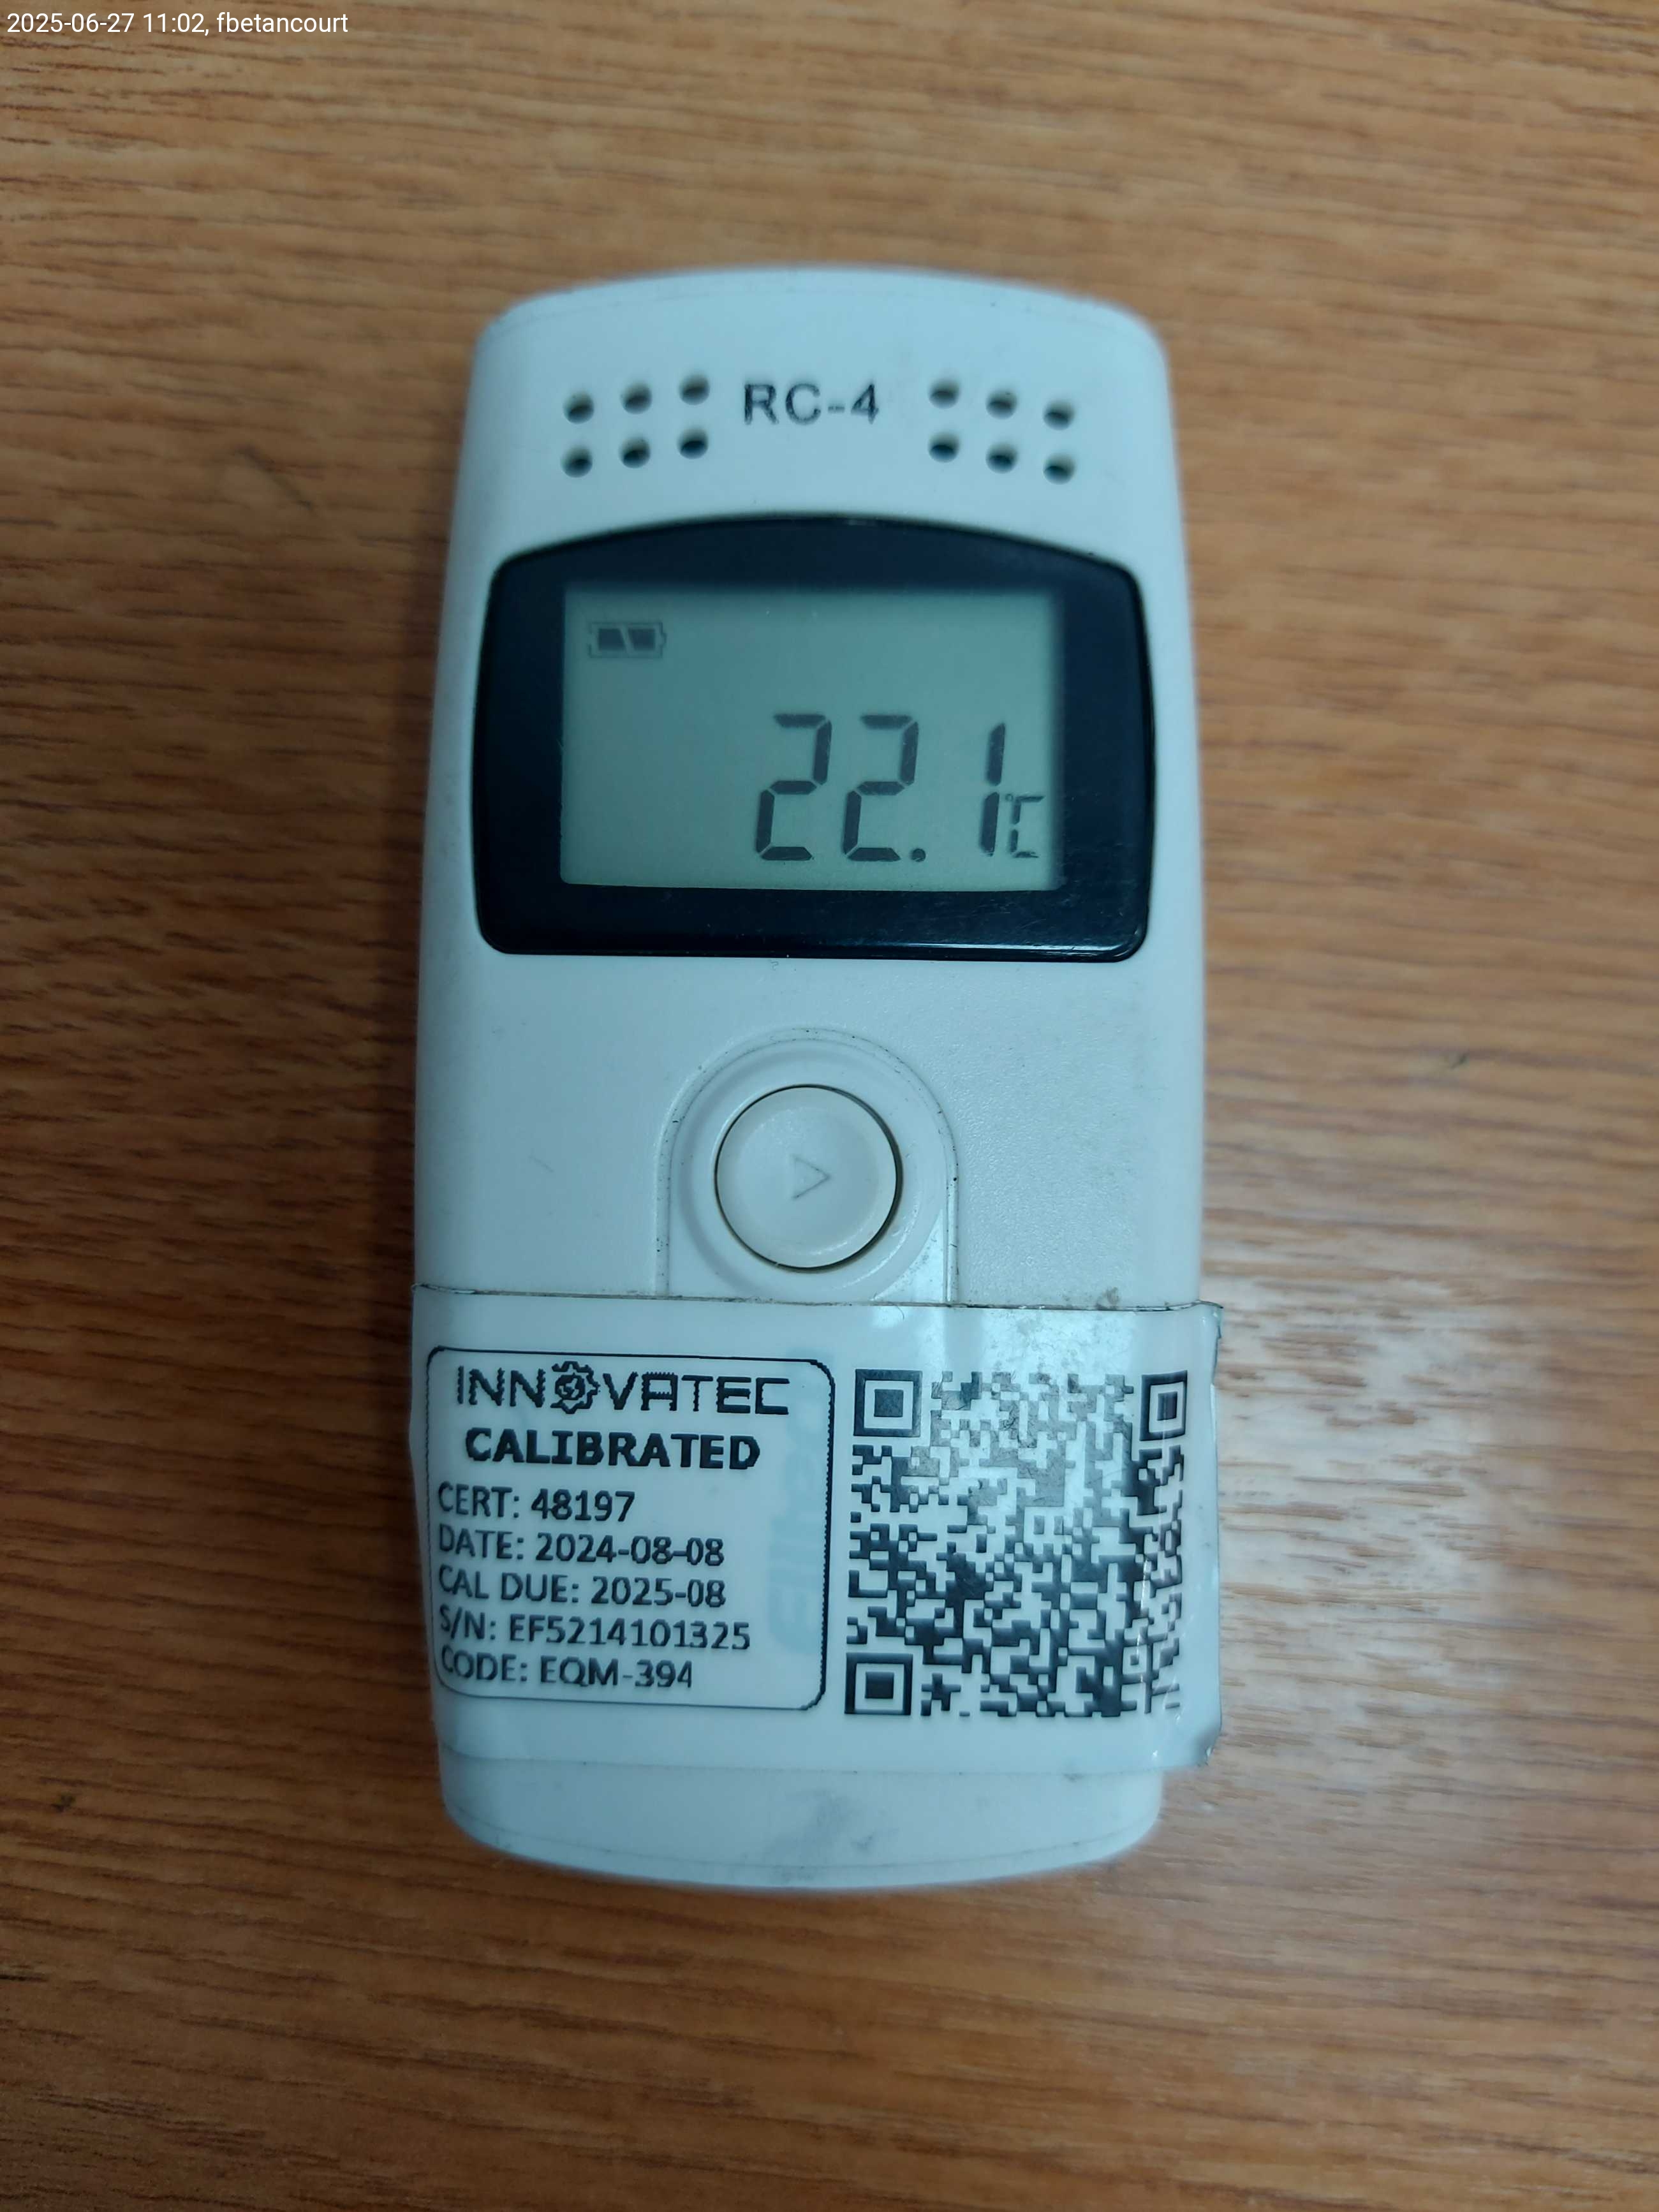 2025-06-27 11:02, fbetancourt
RC-4
22.1℃
INNOVATEC
CALIBRATED
CERT: 48197
DATE: 2024-08-08
CAL DUE: 2025-08
S/N: EF5214101325
CODE: EQM-394